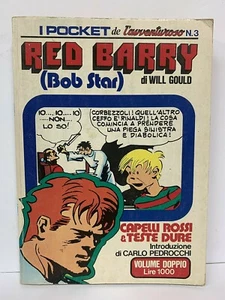 I POCKET de l'avventuroso N.3
RED BARRY
(Bob Star)
di WILL GOULD
IO.... IO....
NON....
LO SO!
CORBEZZOLI! QUELL'ALTRO
CEFFO E' RINALDI! LA COSA
COMINCIA A PRENDERE
UNA PIEGA SINISTRA
E DIABOLICA!
CAPELLI ROSSI
& TESTE DURE
Introduzione
di CARLO PEDROCCHI
VOLUME DOPPIO
Lire 1000